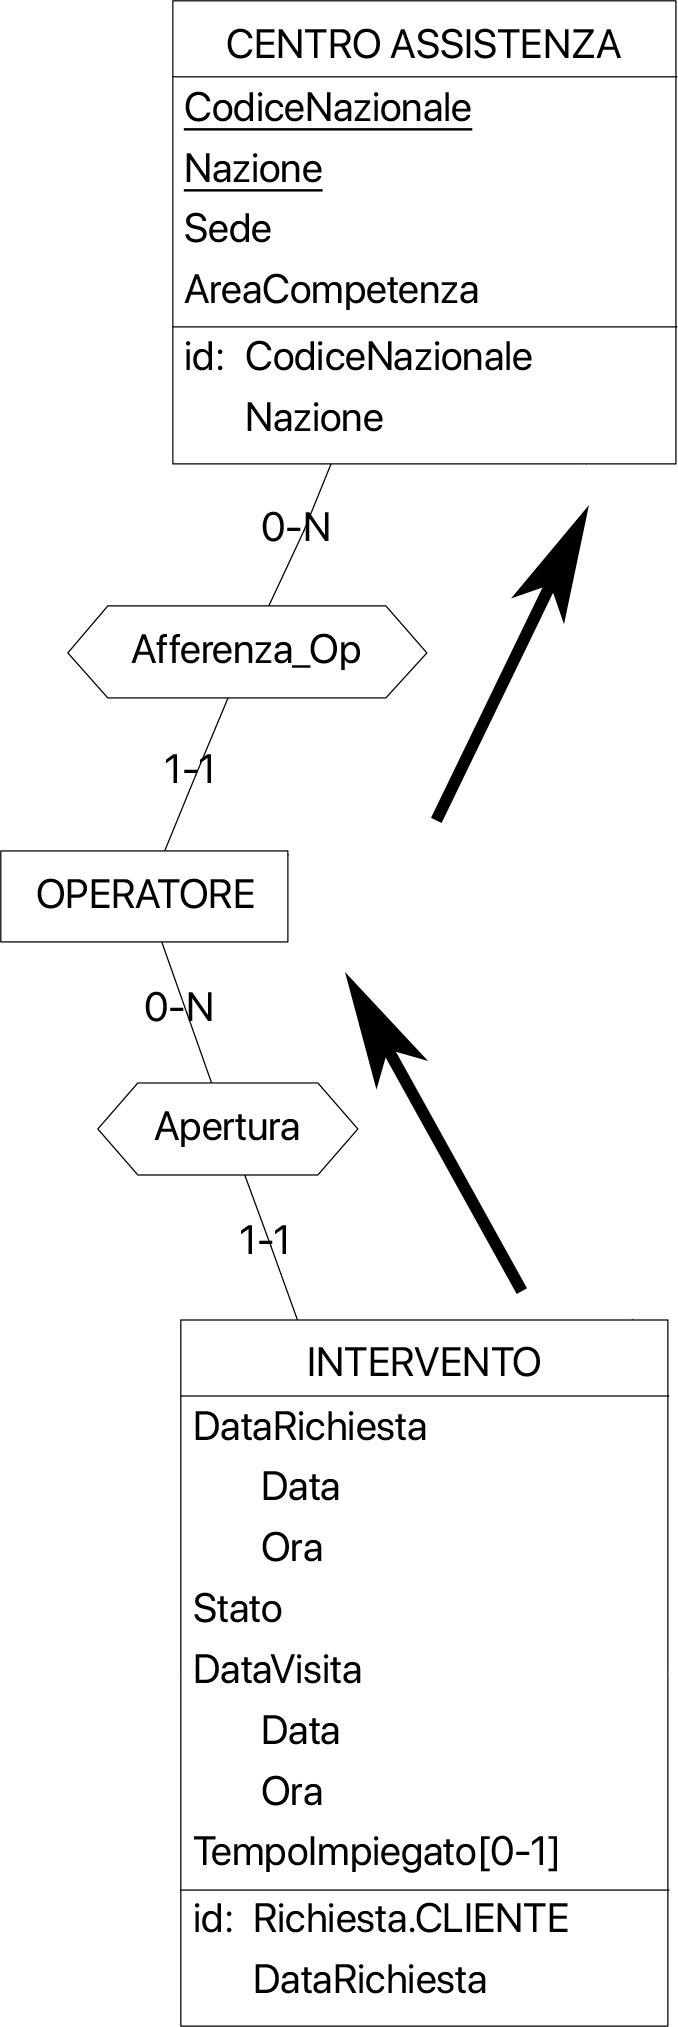 CENTRO ASSISTENZA
CodiceNazionale
Nazione
Sede
AreaCompetenza
id: CodiceNazionale
Nazione
0-N
Afferenza_Op
1-1
OPERATORE
0-N
Apertura
1-1
INTERVENTO
DataRichiesta
Data
Ora
Stato
DataVisita
Data
Ora
TempoImpiegato[0-1]
id: Richiesta.CLIENTE
DataRichiesta